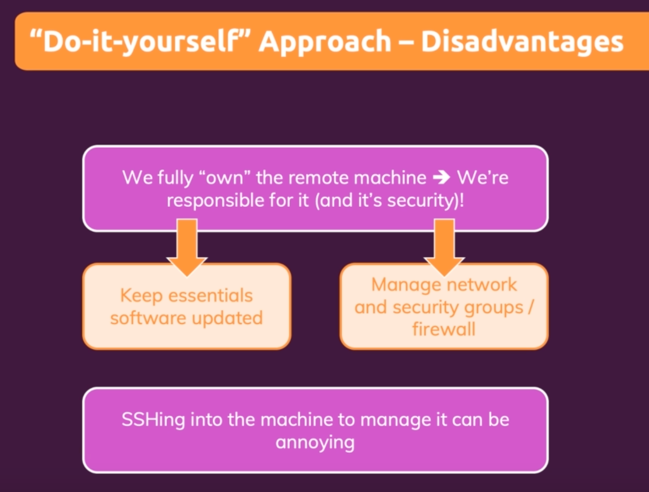 “Do-it-yourself” Approach – Disadvantages
We fully “own” the remote machine ➔ We’re
responsible for it (and it’s security)!
Keep essentials
software updated
Manage network
and security groups /
firewall
SSHing into the machine to manage it can be
annoying